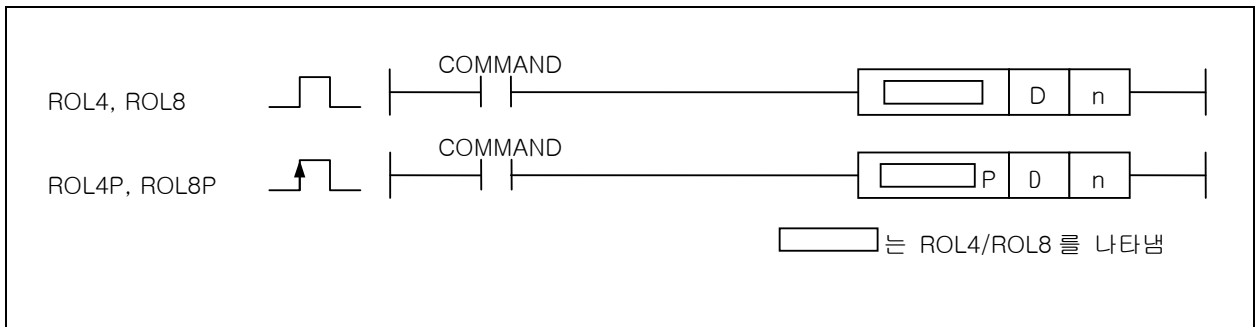 COMMAND
ROL4, ROL8 D n
COMMAND
ROL4P, ROL8P P D n
는 ROL4/ROL8 를 나타냄